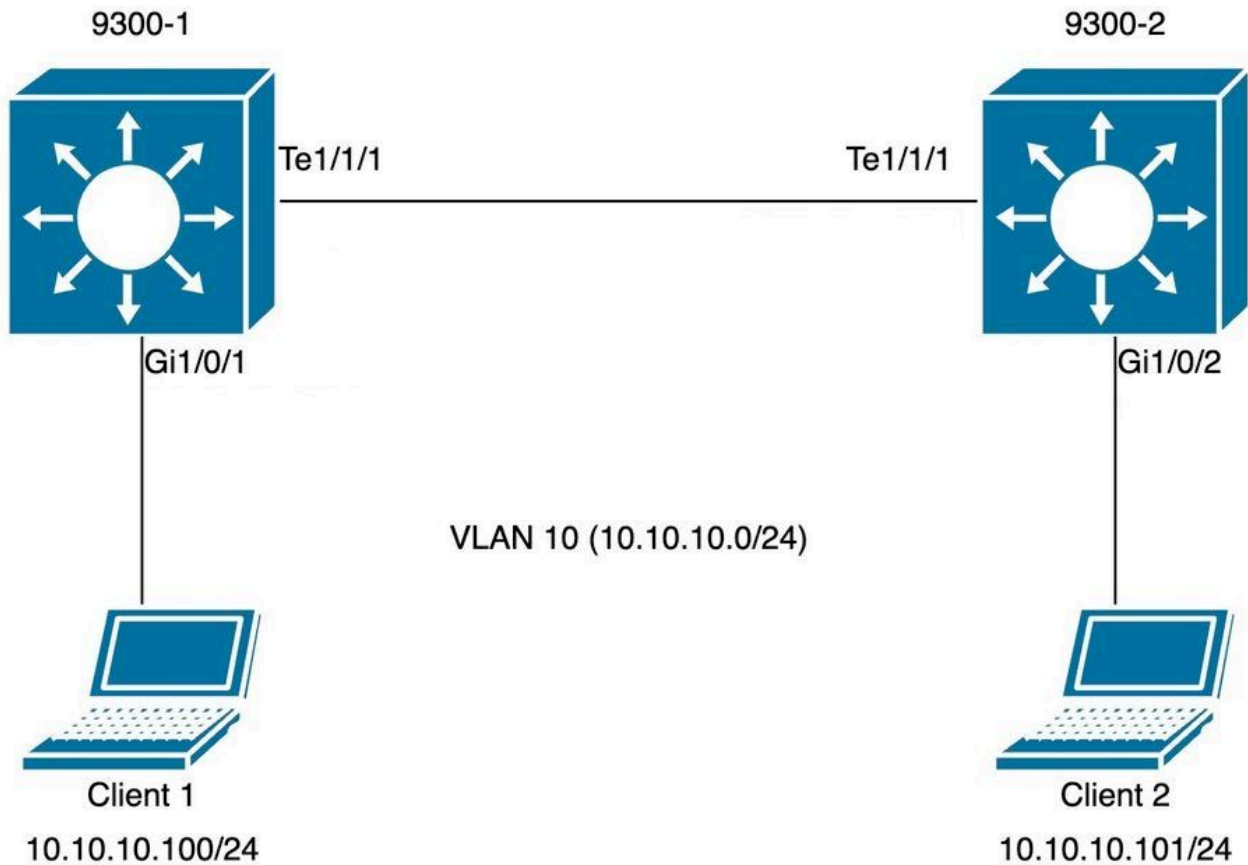 9300-1
9300-2
Te1/1/1
Te1/1/1
Gi1/0/1
Gi1/0/2
VLAN 10 (10.10.10.0/24)
Client 1
Client 2
10.10.10.100/24
10.10.10.101/24